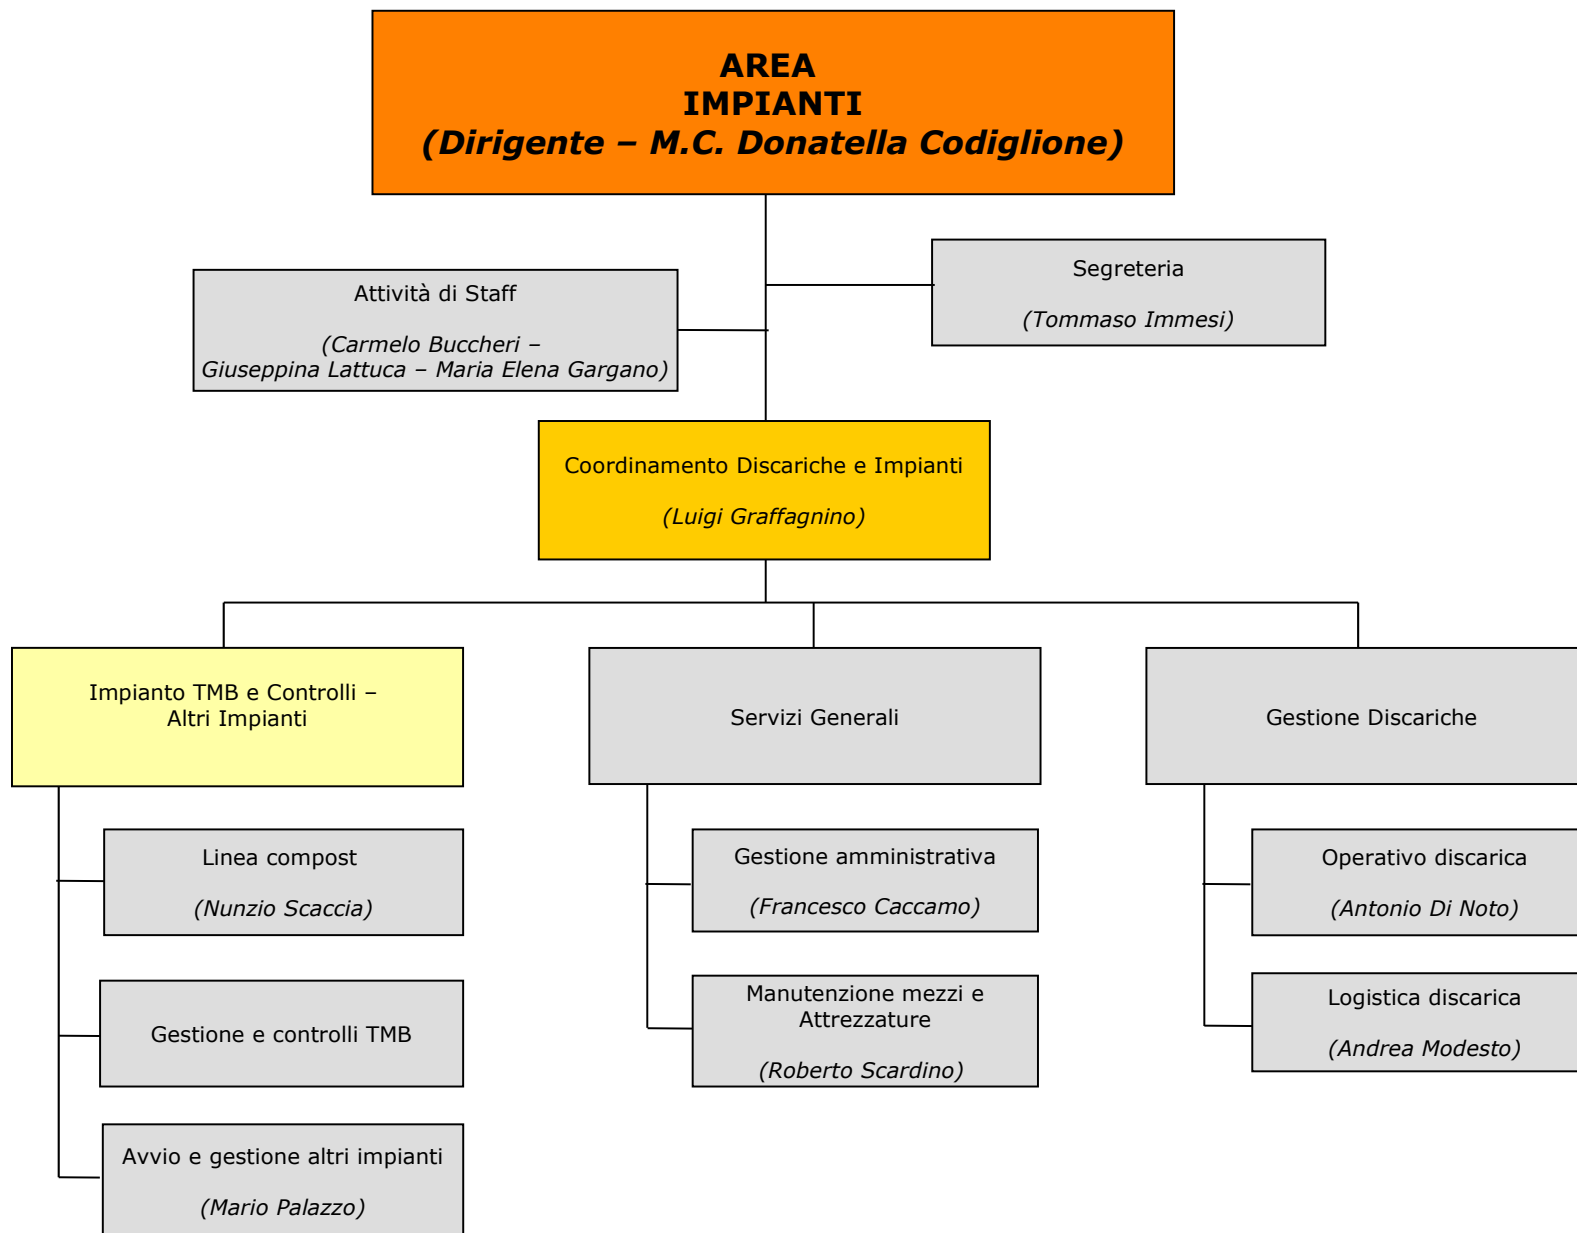 AREA
IMPIANTI
(Dirigente – M.C. Donatella Codiglione)
Segreteria
(Tommaso Immesi)
Attività di Staff
(Carmelo Buccheri –
Giuseppina Lattuca – Maria Elena Gargano)
Coordinamento Discariche e Impianti
(Luigi Graffagnino)
Impianto TMB e Controlli –
Altri Impianti
Linea compost
(Nunzio Scaccia)
Gestione e controlli TMB
Avvio e gestione altri impianti
(Mario Palazzo)
Servizi Generali
Gestione amministrativa
(Francesco Caccamo)
Manutenzione mezzi e
Attrezzature
(Roberto Scardino)
Gestione Discariche
Operativo discarica
(Antonio Di Noto)
Logistica discarica
(Andrea Modesto)